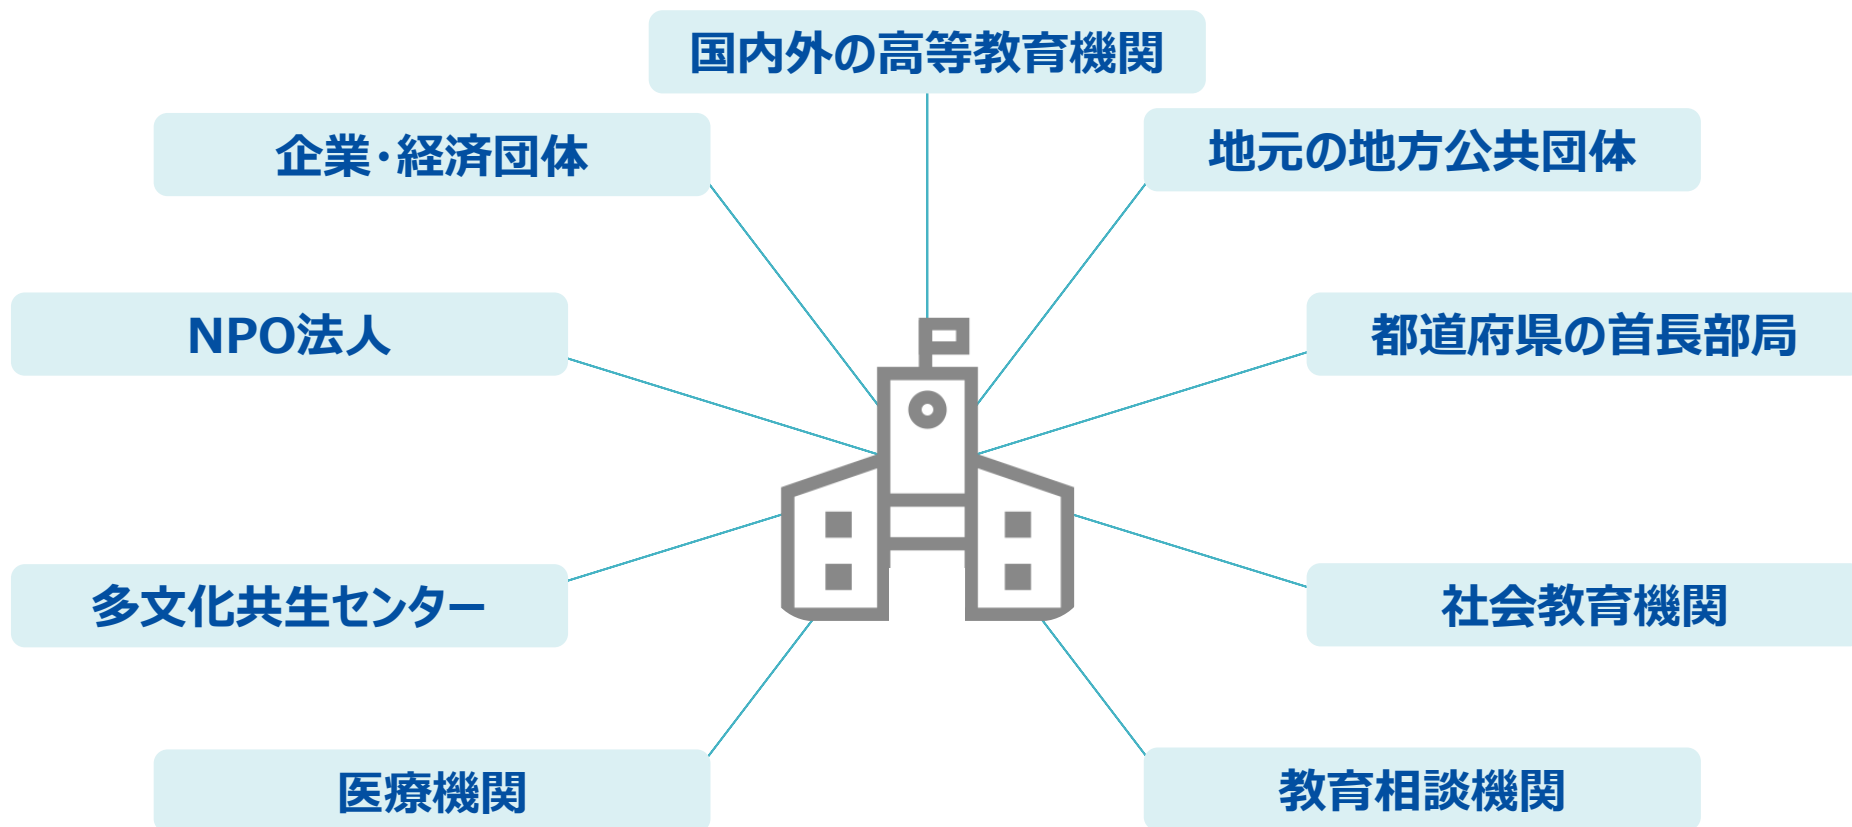 国内外の高等教育機関
企業・経済団体
地元の地方公共団体
NPO法人
都道府県の首長部局
多文化共生センター
社会教育機関
医療機関
教育相談機関